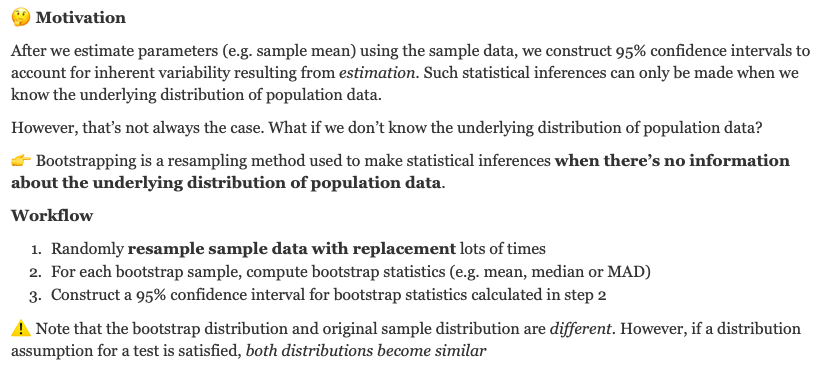 🤔 Motivation
After we estimate parameters (e.g. sample mean) using the sample data, we construct 95% confidence intervals to
account for inherent variability resulting from estimation. Such statistical inferences can only be made when we
know the underlying distribution of population data.
However, that's not always the case. What if we don't know the underlying distribution of population data?
👉 Bootstrapping is a resampling method used to make statistical inferences when there's no information
about the underlying distribution of population data.
Workflow
1. Randomly resample sample data with replacement lots of times
2. For each bootstrap sample, compute bootstrap statistics (e.g. mean, median or MAD)
3. Construct a 95% confidence interval for bootstrap statistics calculated in step 2
⚠️ Note that the bootstrap distribution and original sample distribution are different. However, if a distribution
assumption for a test is satisfied, both distributions become similar